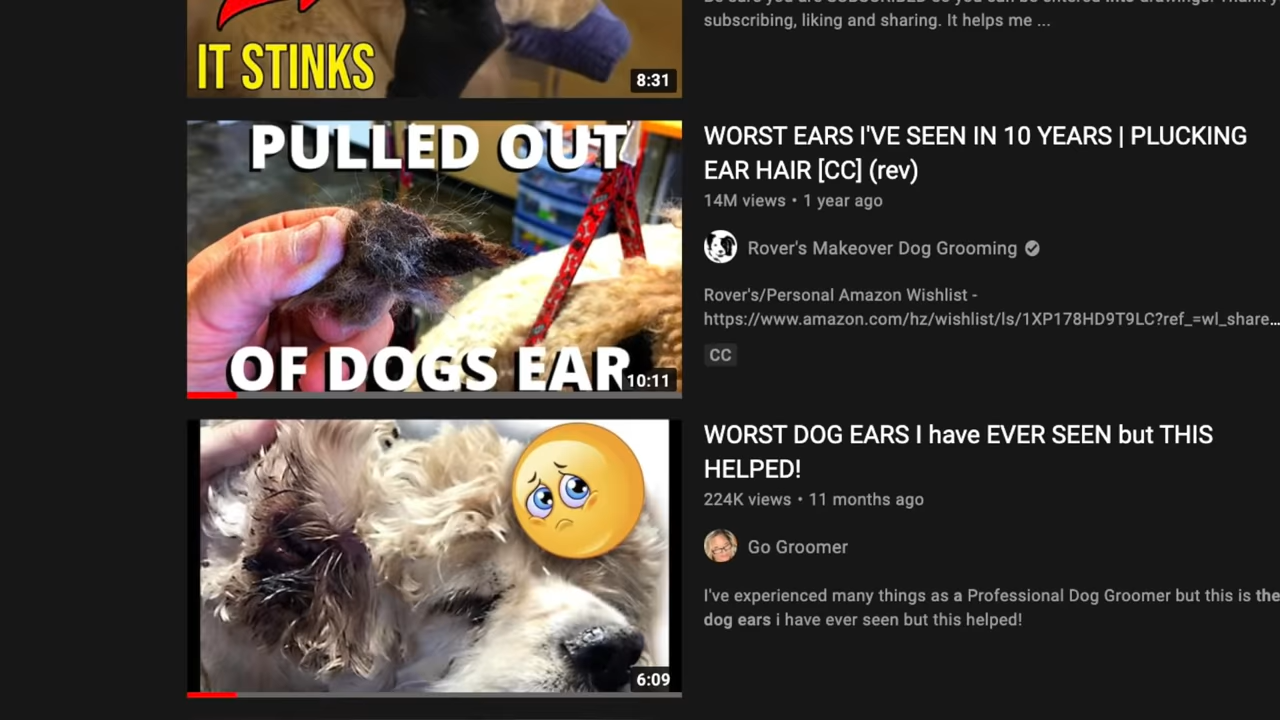 subscribing, liking and sharing. It helps me ...
IT STINKS
8:31
PULLED OUT
OF DOGS EAR
10:11
WORST EARS I'VE SEEN IN 10 YEARS | PLUCKING
EAR HAIR [CC] (rev)
14M views • 1 year ago
Rover's Makeover Dog Grooming
Rover's/Personal Amazon Wishlist -
https://www.amazon.com/hz/wishlist/ls/1XP178HD9T9LC?ref_=wl_share...
CC
6:09
WORST DOG EARS I have EVER SEEN but THIS
HELPED!
224K views • 11 months ago
Go Groomer
I've experienced many things as a Professional Dog Groomer but this is the
dog ears i have ever seen but this helped!